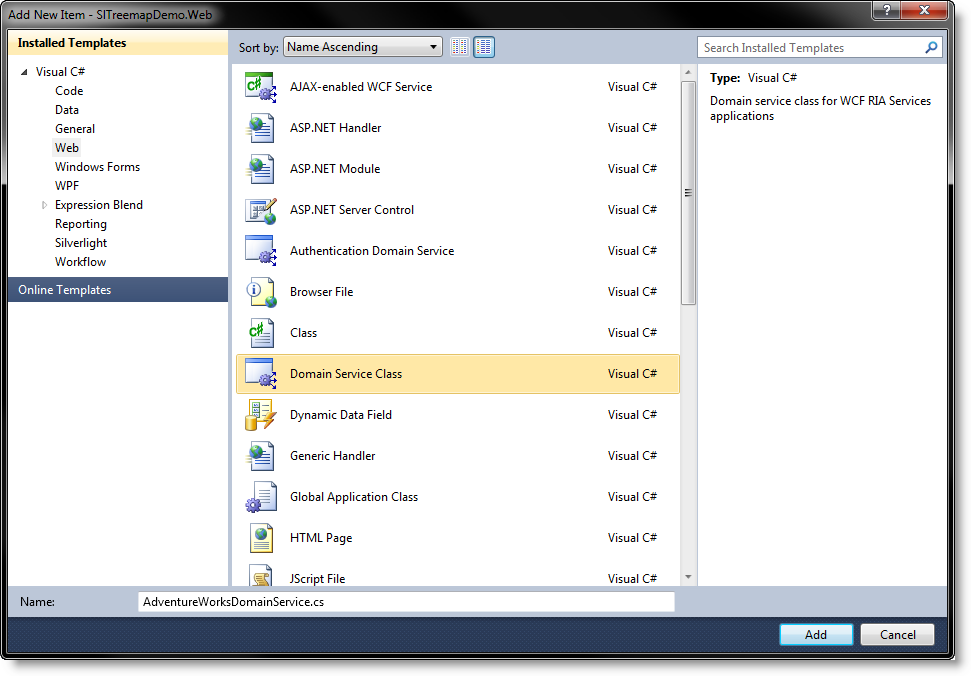 Add New Item - SITreemapDemo.Web
Installed Templates
Visual C#
Code
Data
General
Web
Windows Forms
WPF
Expression Blend
Reporting
Silverlight
Workflow
Online Templates
Sort by: Name Ascending
Search Installed Templates
AJAX-enabled WCF Service Visual C#
ASP.NET Handler Visual C#
ASP.NET Module Visual C#
ASP.NET Server Control Visual C#
Authentication Domain Service Visual C#
Browser File Visual C#
Class Visual C#
Domain Service Class Visual C#
Dynamic Data Field Visual C#
Generic Handler Visual C#
Global Application Class Visual C#
HTML Page Visual C#
JScript File Visual C#
Type: Visual C#
Domain service class for WCF RIA Services
applications
Name: AdventureWorksDomainService.cs
Add Cancel